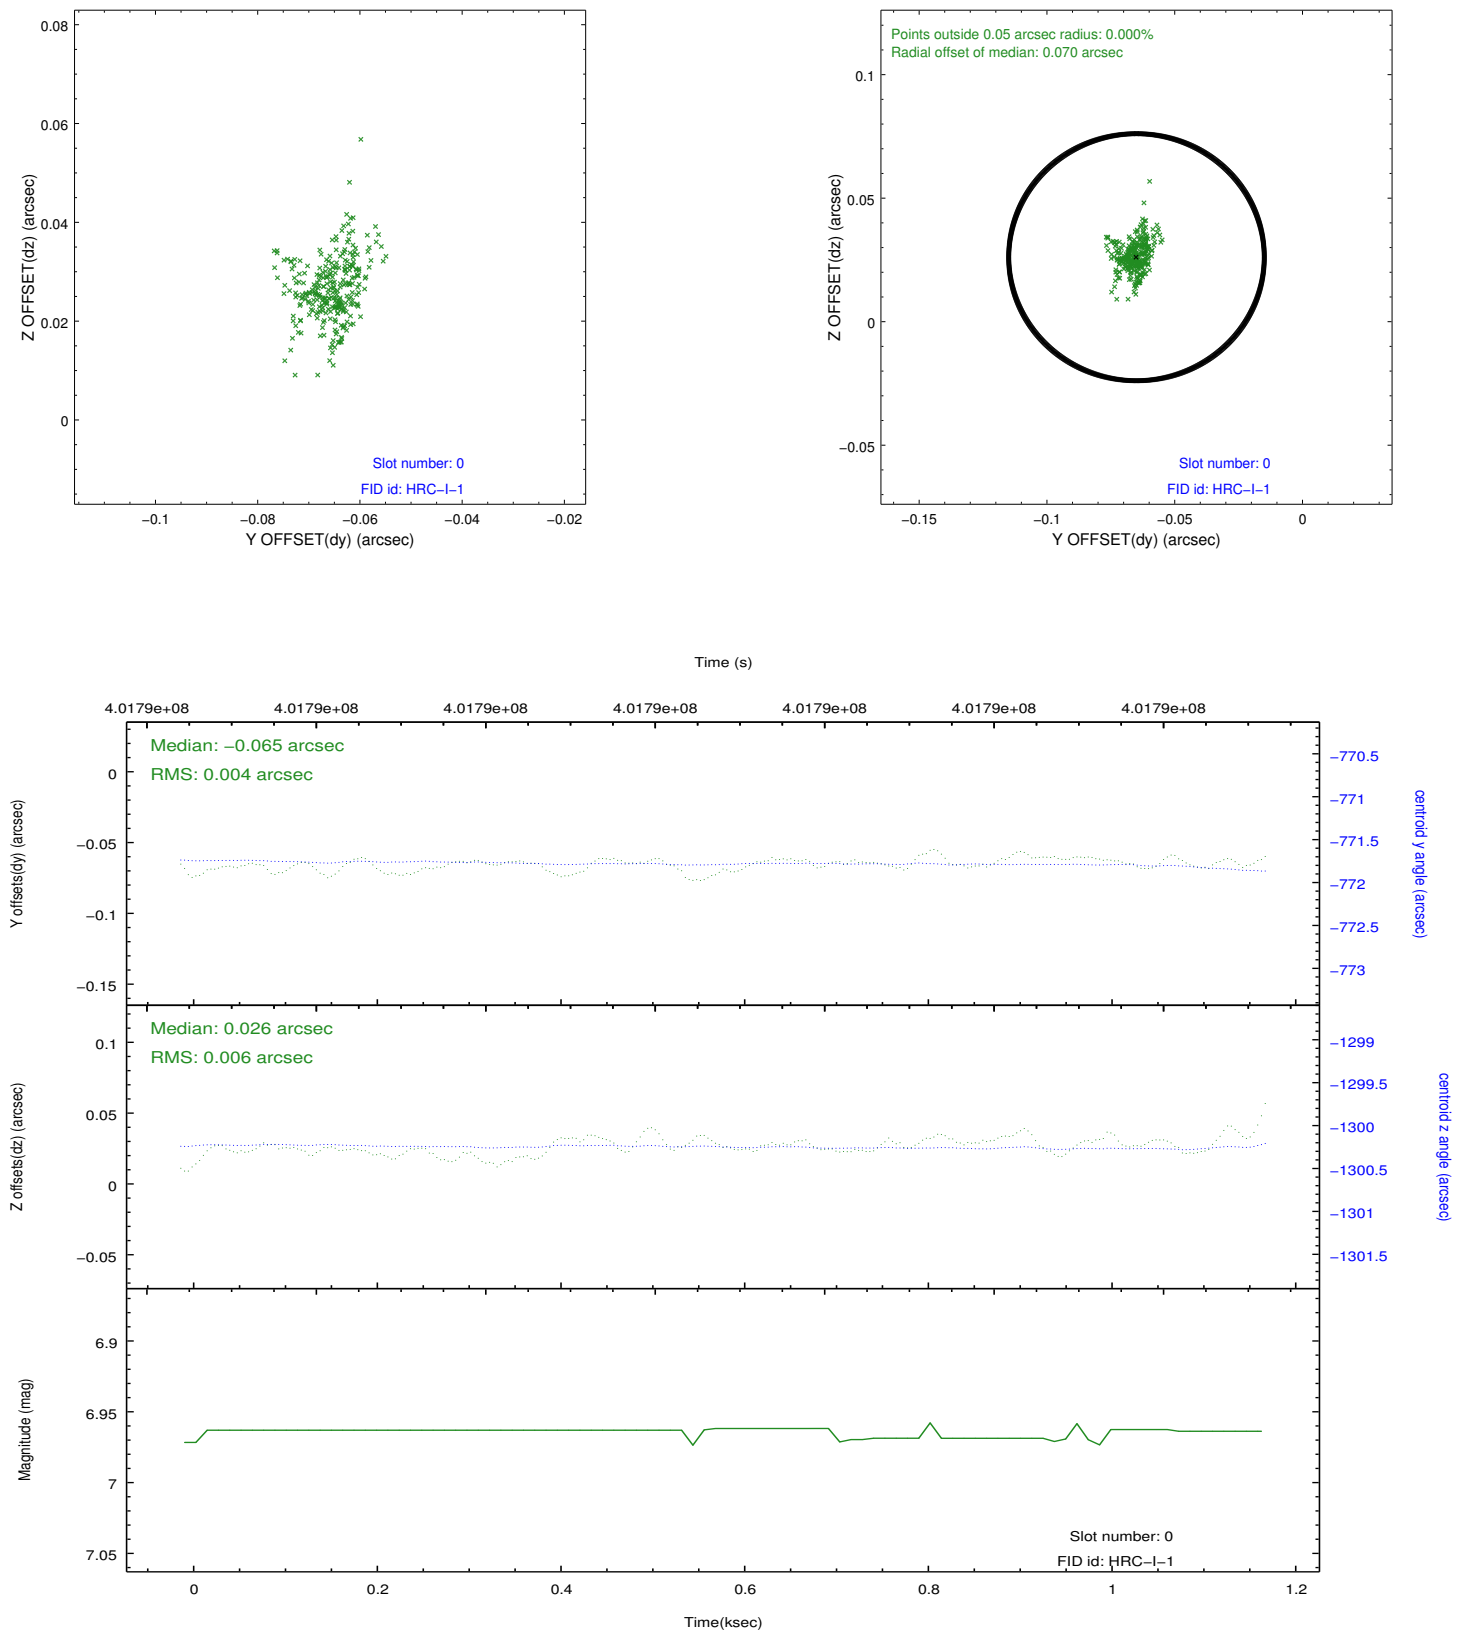 0.08
0.06
0.04
0.02
0
Z OFFSET(dz) (arcsec)
Slot number: 0
FID id: HRC−I−1
−0.1
−0.08
−0.06
−0.04
−0.02
Y OFFSET(dy) (arcsec)
Points outside 0.05 arcsec radius: 0.000%
Radial offset of median: 0.070 arcsec
0.1
0.05
0
−0.05
Z OFFSET(dz) (arcsec)
Slot number: 0
FID id: HRC−I−1
−0.15
−0.1
−0.05
0
Y OFFSET(dy) (arcsec)
Time (s)
4.0179e+08
4.0179e+08
4.0179e+08
4.0179e+08
4.0179e+08
4.0179e+08
4.0179e+08
Median: −0.065 arcsec
RMS: 0.004 arcsec
0
−0.05
−0.1
−0.15
Y offsets(dy) (arcsec)
−770.5
−771
−771.5
−772
−772.5
−773
centroid y angle (arcsec)
Median: 0.026 arcsec
RMS: 0.006 arcsec
0.1
0.05
0
−0.05
Z offsets(dz) (arcsec)
−1299
−1299.5
−1300
−1300.5
−1301
−1301.5
centroid z angle (arcsec)
6.9
6.95
7
7.05
Magnitude (mag)
Slot number: 0
FID id: HRC−I−1
0
0.2
0.4
0.6
0.8
1
1.2
Time(ksec)